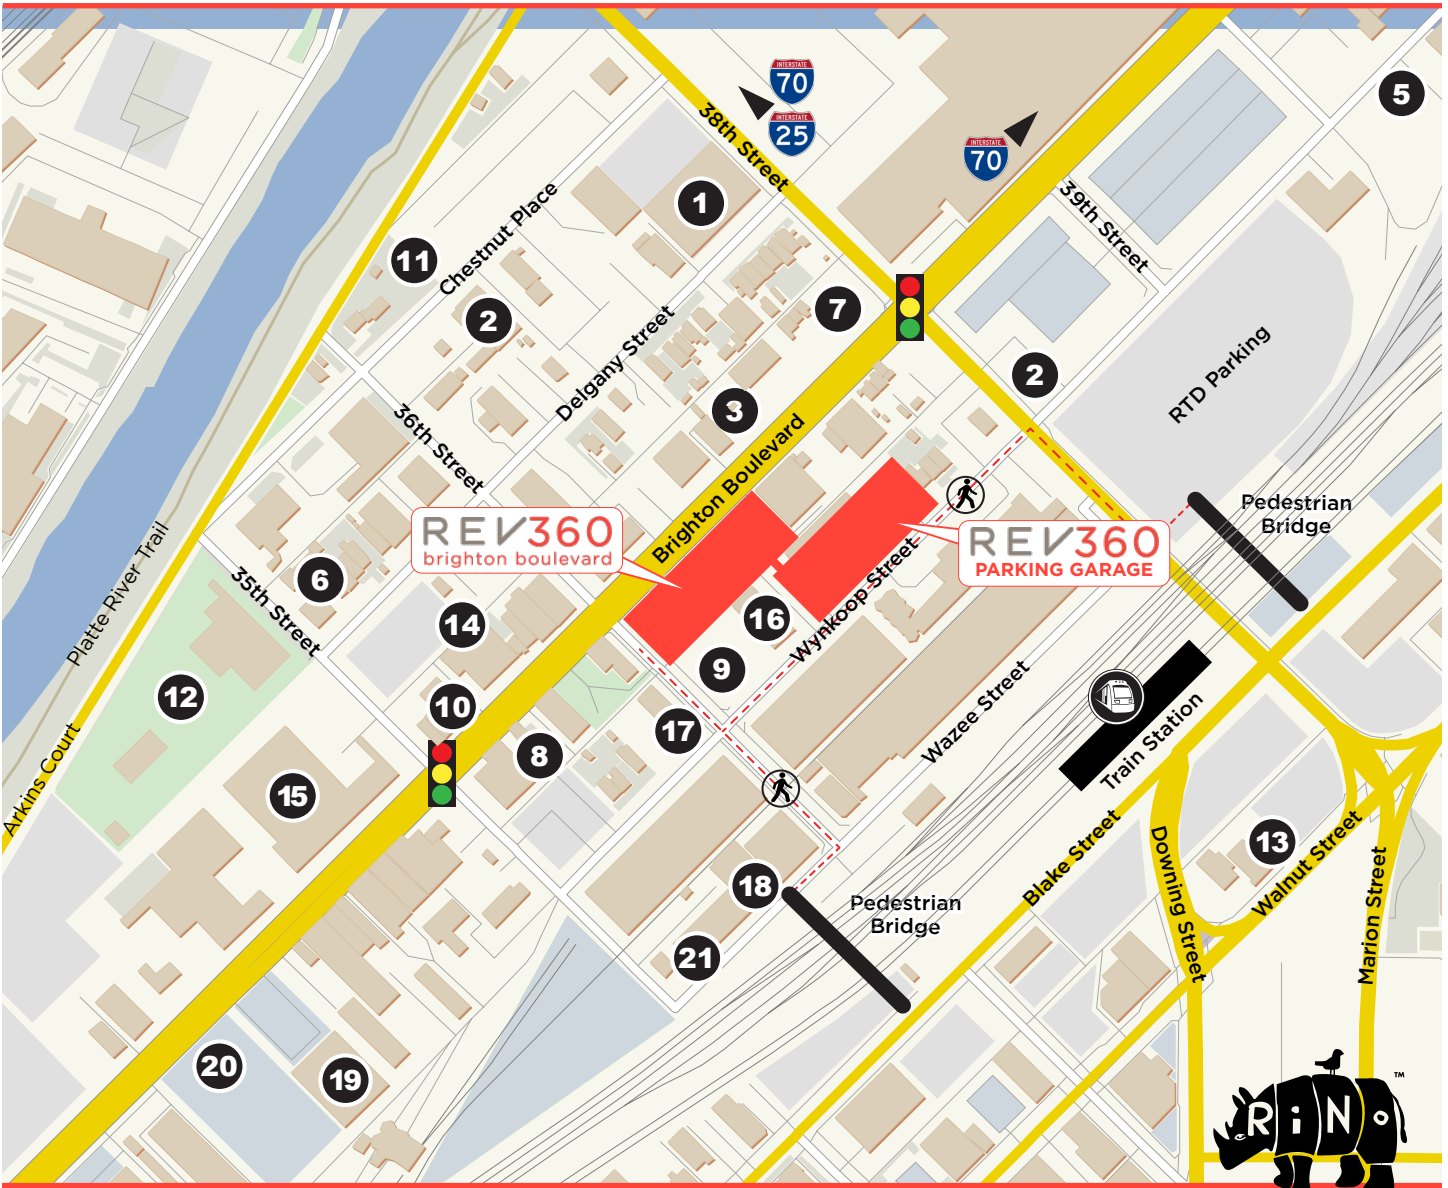 INTERSTATE
70
INTERSTATE
25
INTERSTATE
70
5
38th Street
1
39th Street
Chestnut Place
11
2
7
Delgany Street
3
2
RTD Parking
36th Street
Brighton Boulevard
Pedestrian
Bridge
REV360
brighton boulevard
REV360
PARKING GARAGE
Platte River Trail
6
35th Street
14
16
Wynkoop Street
9
12
10
17
8
Wazee Street
Train Station
Arkins Court
15
13
Blake Street
Downing Street
Walnut Street
Marion Street
18
Pedestrian
Bridge
21
20
19
RiNo
TM